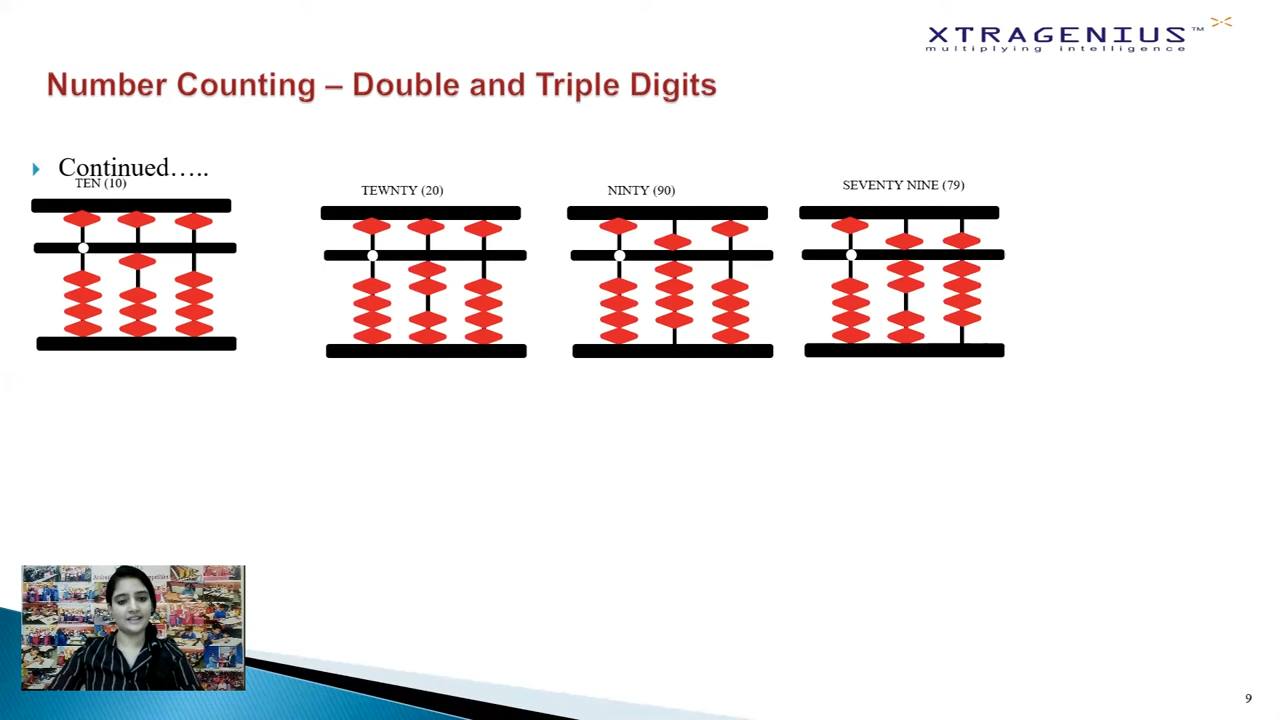 XTRAGENIUS™
multiplying intelligence
Number Counting – Double and Triple Digits
Continued…..
TEN (10)
TEWNTY (20)
NINTY (90)
SEVENTY NINE (79)
9